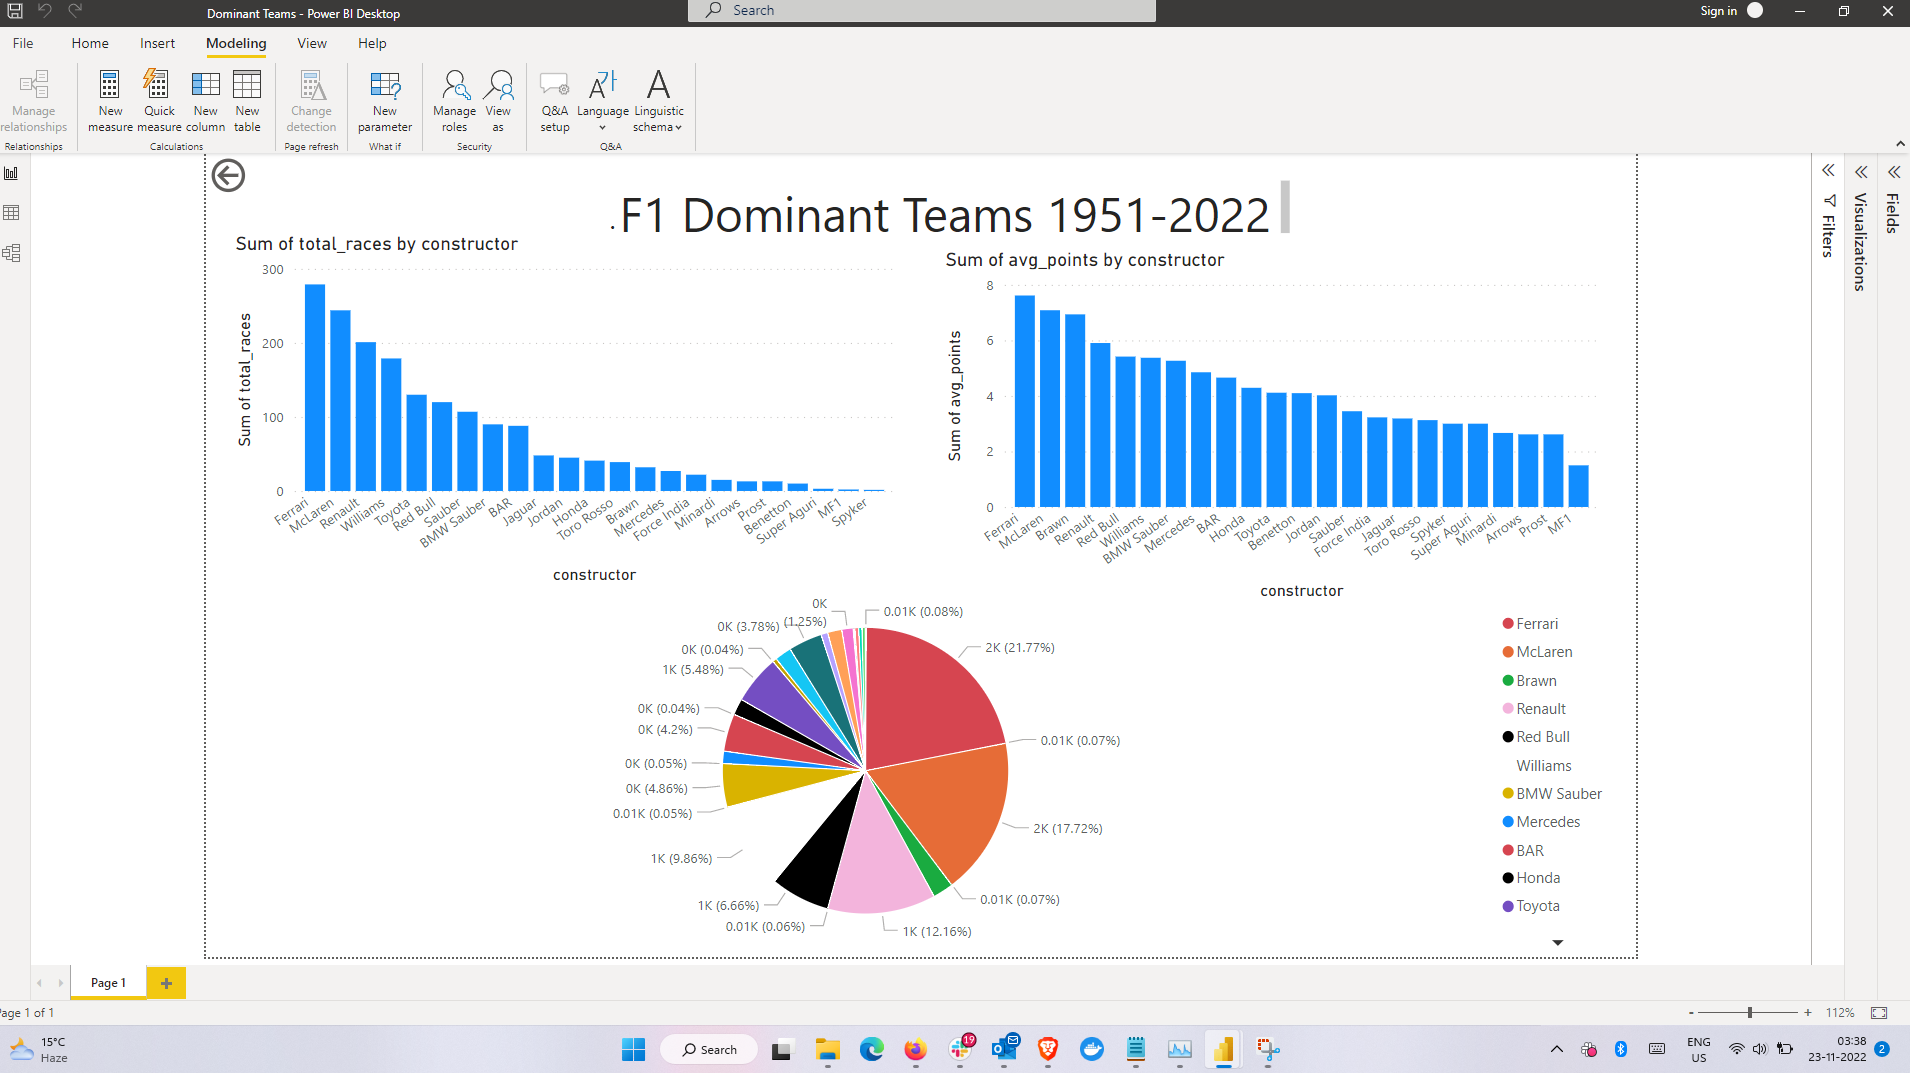 Dominant Teams - Power BI Desktop
Search
Sign in
File Home Insert Modeling View Help
Manage relationships
New measure
Quick measure
New column
New table
Change detection
New parameter
Manage roles
View as
Q&A setup
Language
Linguistic schema
Relationships
Calculations
Page refresh
What if
Security
Q&A
.F1 Dominant Teams 1951-2022
Sum of total_races by constructor
Sum of total_races
300
200
100
0
Ferrari
McLaren
Renault
Williams
Toyota
Red Bull
Sauber
BMW Sauber
BAR
Jaguar
Jordan
Honda
Toro Rosso
Brawn
Mercedes
Force India
Minardi
Arrows
Prost
Benetton
Super Aguri
MF1
Spyker
constructor
Sum of avg_points by constructor
Sum of avg_points
8
6
4
2
0
Ferrari
McLaren
Brawn
Renault
Red Bull
Williams
BMW Sauber
Mercedes
BAR
Honda
Toyota
Benetton
Jordan
Sauber
Force India
Jaguar
Toro Rosso
Spyker
Super Aguri
Minardi
Arrows
Prost
MF1
constructor
0.01K (0.08%)
2K (21.77%)
0.01K (0.07%)
2K (17.72%)
0.01K (0.07%)
1K (12.16%)
0.01K (0.06%)
1K (6.66%)
1K (9.86%)
0.01K (0.05%)
0K (4.86%)
0K (0.05%)
0K (4.2%)
0K (0.04%)
1K (5.48%)
0K (0.04%)
0K (3.78%)
0K
(1.25%)
Ferrari
McLaren
Brawn
Renault
Red Bull
Williams
BMW Sauber
Mercedes
BAR
Honda
Toyota
Filters
Visualizations
Fields
Page 1
+
Page 1 of 1
- + 112%
15°C
Haze
Search
19
ENG
US
03:38
23-11-2022
2